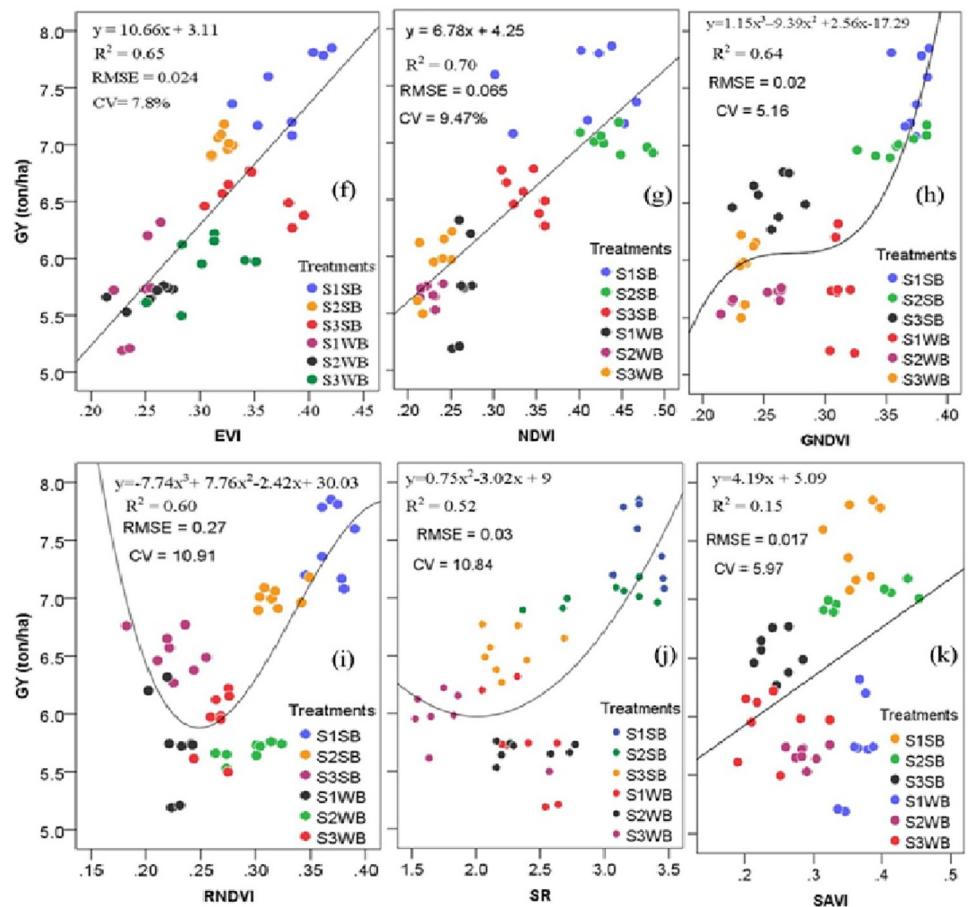 y = 10.66x + 3.11
R² = 0.65
RMSE = 0.024
CV= 7.8%
(f)
Treatments
S1SB
S2SB
S3SB
S1WB
S2WB
S3WB
GY (ton/ha)
8.0
7.5
7.0
6.5
6.0
5.5
5.0
.20 .25 .30 .35 .40 .45
EVI
y = 6.78x + 4.25
R² = 0.70
RMSE = 0.065
CV = 9.47%
(g)
Treatments
S1SB
S2SB
S3SB
S1WB
S2WB
S3WB
.20 .25 .30 .35 .40 .45 .50
NDVI
y=1.15x³–9.39x² +2.56x-17.29
R² = 0.64
RMSE = 0.02
CV = 5.16
(h)
Treatments
S1SB
S2SB
S3SB
S1WB
S2WB
S3WB
.20 .25 .30 .35 .40
GNDVI
y=-7.74x³+ 7.76x²-2.42x+ 30.03
R² = 0.60
RMSE = 0.27
CV = 10.91
(i)
Treatments
S1SB
S2SB
S3SB
S1WB
S2WB
S3WB
GY (ton/ha)
8.0
7.5
7.0
6.5
6.0
5.5
5.0
.15 .20 .25 .30 .35 .40
RNDVI
y=0.75x²-3.02x + 9
R² = 0.52
RMSE = 0.03
CV = 10.84
(j)
Treatments
S1SB
S2SB
S3SB
S1WB
S2WB
S3WB
1.5 2.0 2.5 3.0 3.5
SR
y=4.19x + 5.09
R² = 0.15
RMSE = 0.017
CV = 5.97
(k)
Treatments
S1SB
S2SB
S3SB
S1WB
S2WB
S3WB
.2 .3 .4 .5
SAVI